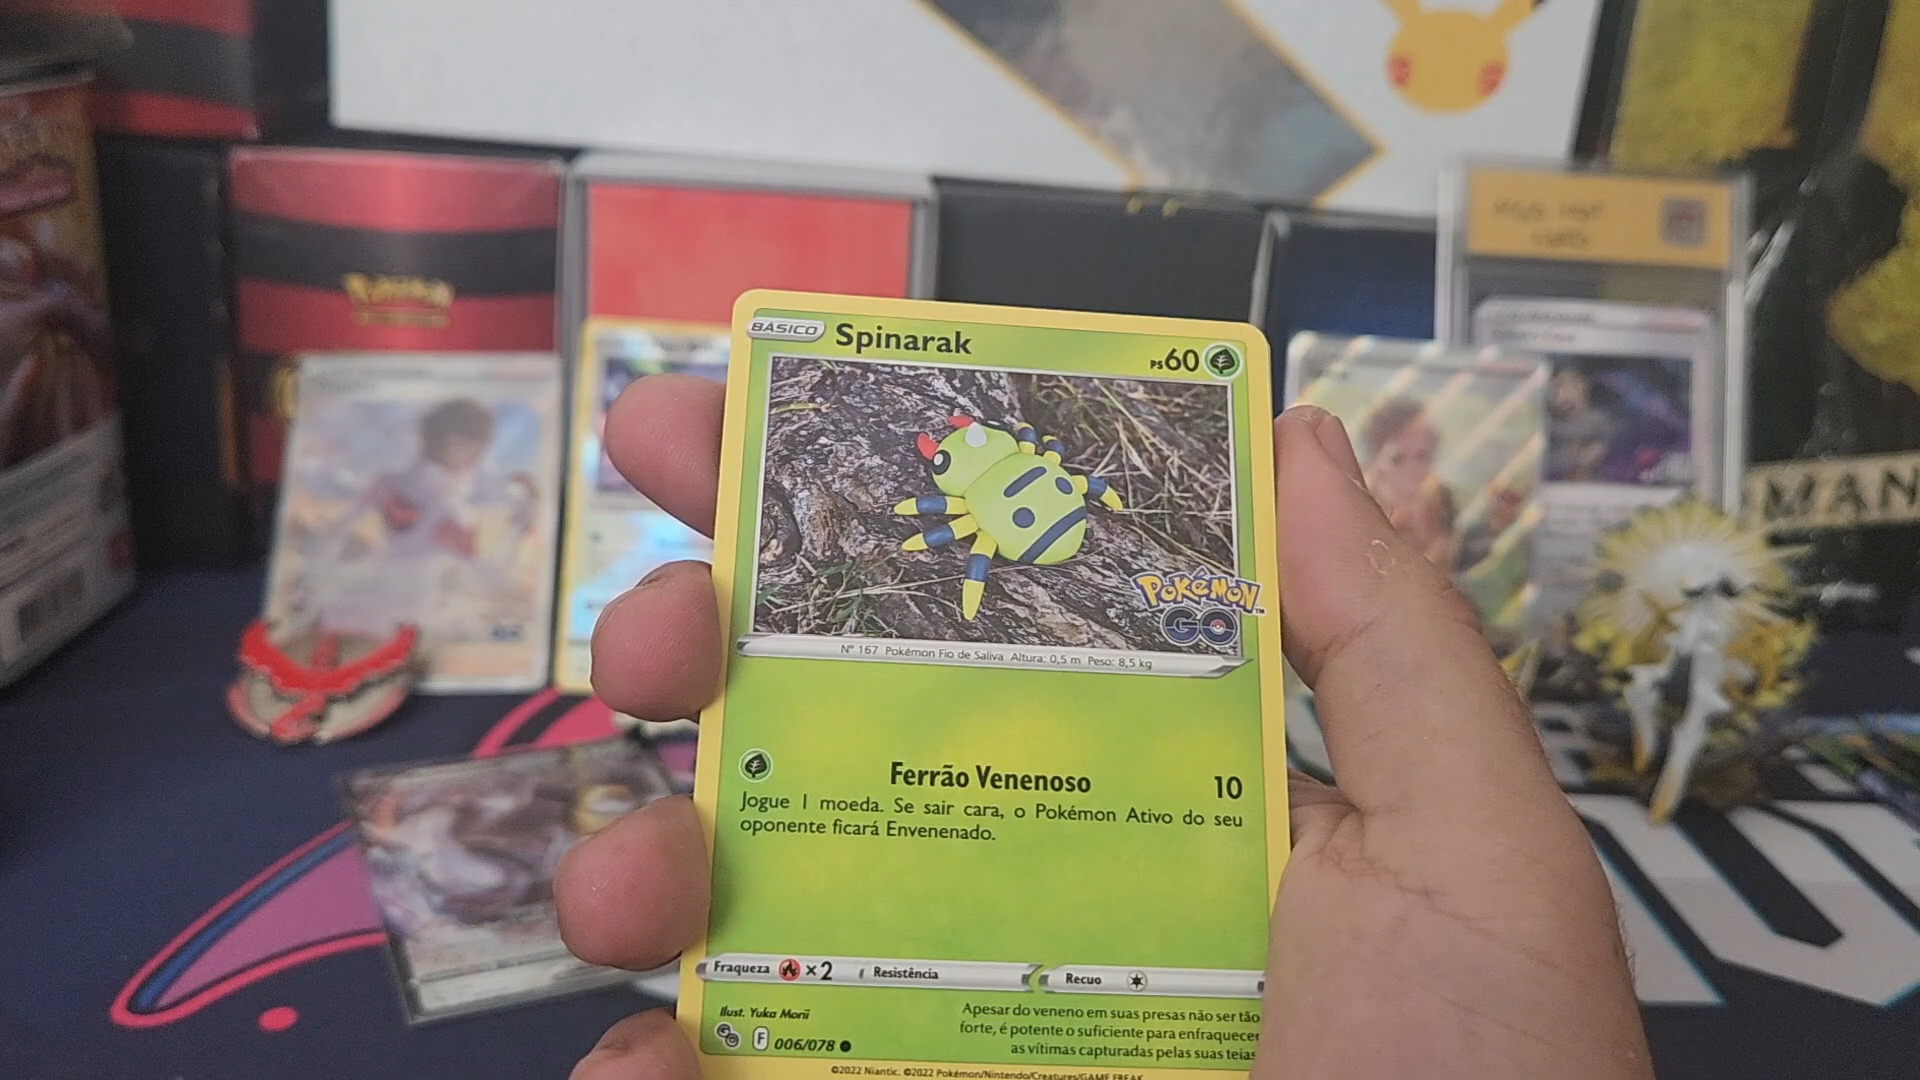 BÁSICO Spinarak PS60
POKÉMON
GO
Nº 167 Pokémon Fio de Saliva Altura: 0,5 m Peso: 8,5 kg
Ferrão Venenoso 10
Jogue 1 moeda. Se sair cara, o Pokémon Ativo do seu
oponente ficará Envenenado.
Fraqueza ×2 Resistência Recuo
Ilust. Yuka Morii
Apesar do veneno em suas presas não ser tão
forte, é potente o suficiente para enfraquecer
as vítimas capturadas pelas suas teias
F 006/078
©2022 Niantic. ©2022 Pokémon/Nintendo/Creatures/GAME FREAK
MAN